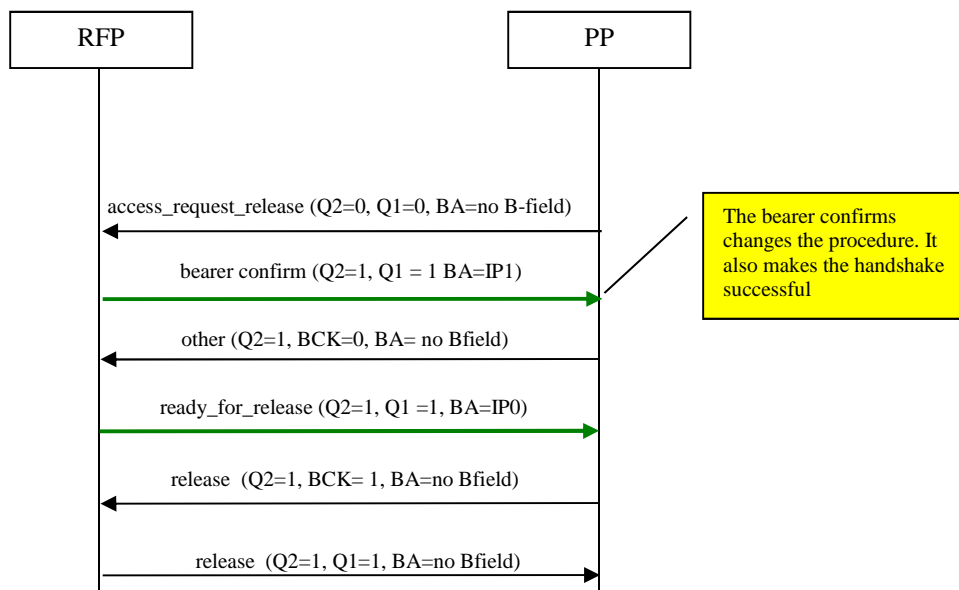 RFP
PP
access_request_release (Q2=0, Q1=0, BA=no B-field)
The bearer confirms
changes the procedure. It
also makes the handshake
successful
bearer confirm (Q2=1, Q1 = 1 BA=IP1)
other (Q2=1, BCK=0, BA= no Bfield)
ready_for_release (Q2=1, Q1 =1, BA=IP0)
release  (Q2=1, BCK= 1, BA=no Bfield)
release  (Q2=1, Q1=1, BA=no Bfield)